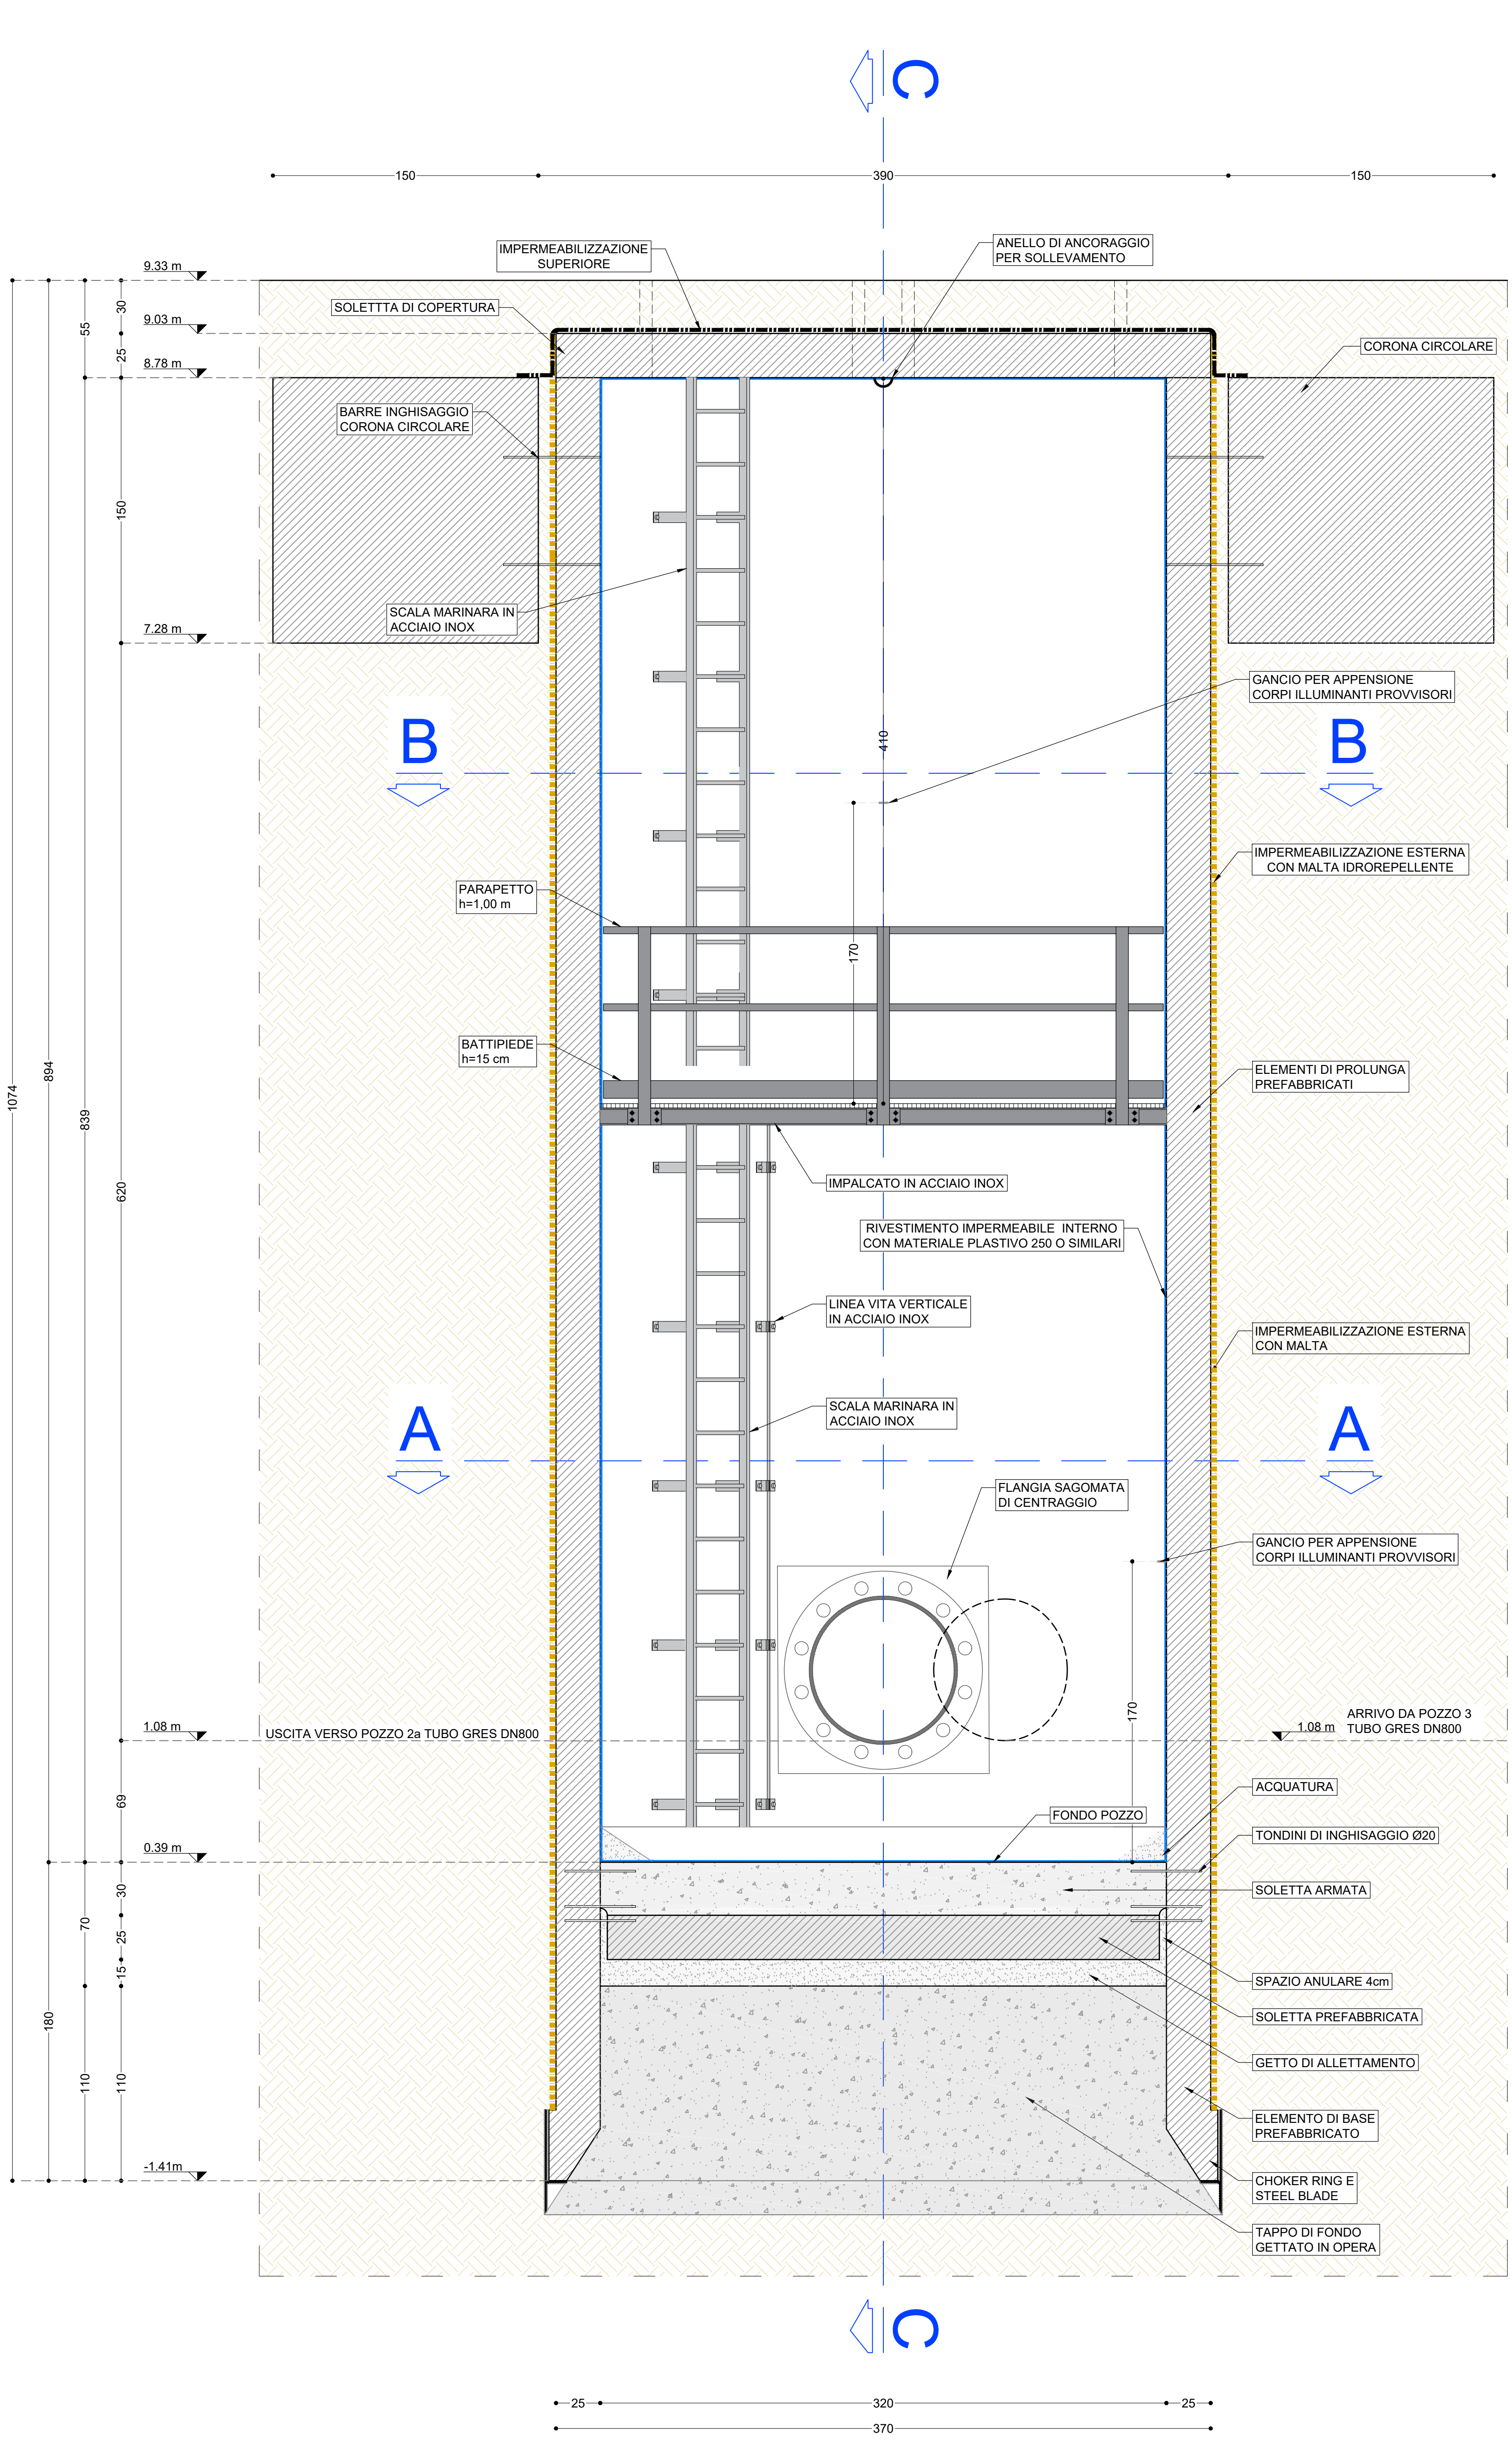 C
150
390
150
IMPERMEABILIZZAZIONE
SUPERIORE
ANELLO DI ANCORAGGIO
PER SOLLEVAMENTO
9.33 m
SOLETTTA DI COPERTURA
30
55
9.03 m
25
8.78 m
CORONA CIRCOLARE
BARRE INGHISAGGIO
CORONA CIRCOLARE
150
SCALA MARINARA IN
ACCIAIO INOX
7.28 m
GANCIO PER APPENSIONE
CORPI ILLUMINANTI PROVVISORI
B
B
410
IMPERMEABILIZZAZIONE ESTERNA
CON MALTA IDROREPELLENTE
PARAPETTO
h=1,00 m
170
BATTIPIEDE
h=15 cm
ELEMENTI DI PROLUNGA
PREFABBRICATI
1074
894
839
620
IMPALCATO IN ACCIAIO INOX
RIVESTIMENTO IMPERMEABILE INTERNO
CON MATERIALE PLASTIVO 250 O SIMILARI
LINEA VITA VERTICALE
IN ACCIAIO INOX
IMPERMEABILIZZAZIONE ESTERNA
CON MALTA
SCALA MARINARA IN
ACCIAIO INOX
A
A
FLANGIA SAGOMATA
DI CENTRAGGIO
GANCIO PER APPENSIONE
CORPI ILLUMINANTI PROVVISORI
170
1.08 m
USCITA VERSO POZZO 2a TUBO GRES DN800
1.08 m
ARRIVO DA POZZO 3
TUBO GRES DN800
69
ACQUATURA
FONDO POZZO
TONDINI DI INGHISAGGIO Ø20
0.39 m
30
SOLETTA ARMATA
70
25
15
SPAZIO ANULARE 4cm
180
SOLETTA PREFABBRICATA
GETTO DI ALLETTAMENTO
110
110
ELEMENTO DI BASE
PREFABBRICATO
-1.41m
CHOKER RING E
STEEL BLADE
TAPPO DI FONDO
GETTATO IN OPERA
C
25
320
25
370